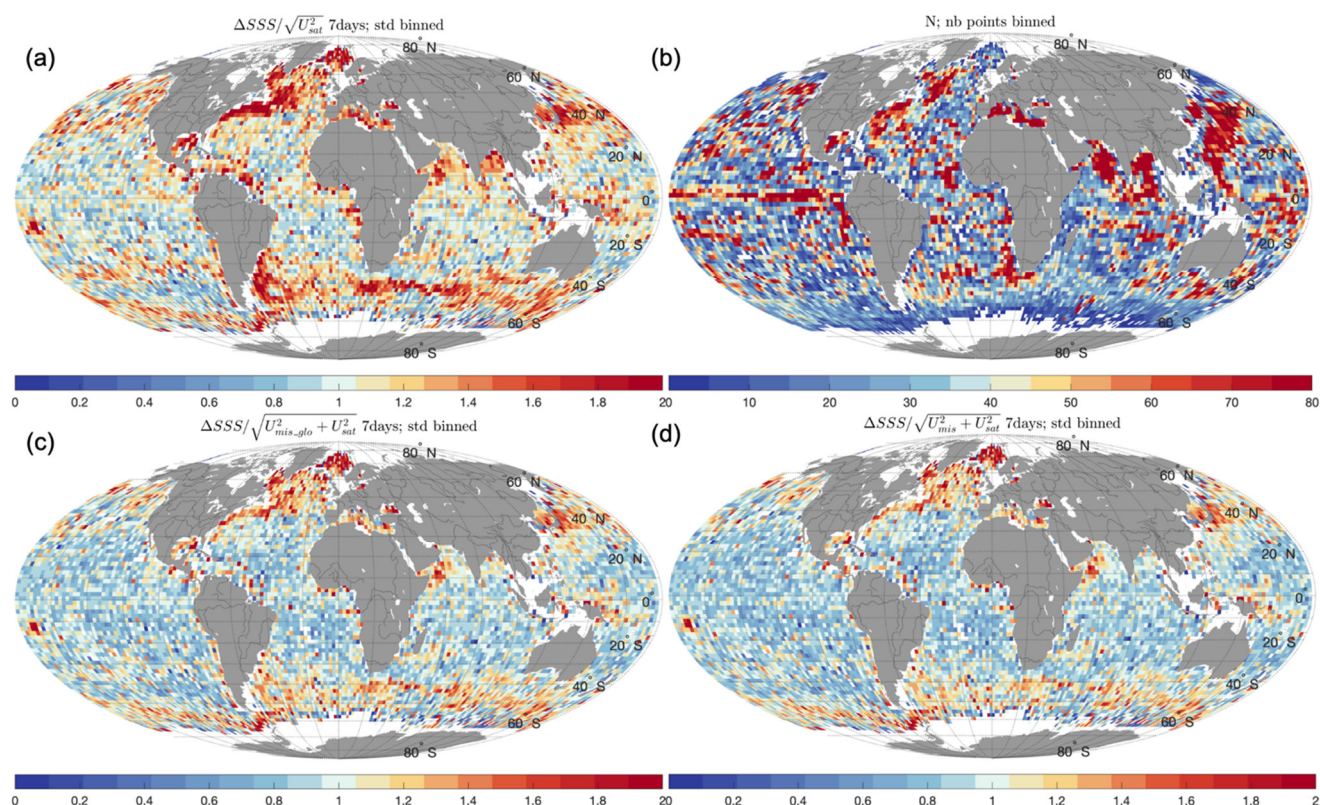 ΔSSS/√U²_sat 7days; std binned
N; nb points binned
(a)
80° N
60° N
40° N
20° N
0°
20° S
40° S
60° S
80° S
(b)
80° N
60° N
40° N
20° N
0°
20° S
40° S
60° S
80° S
0 0.2 0.4 0.6 0.8 1 1.2 1.4 1.6 1.8 20 10 20 30 40 50 60 70 80
ΔSSS/√U²_mis_glo + U²_sat 7days; std binned
ΔSSS/√U²_mis + U²_sat 7days; std binned
(c)
80° N
60° N
40° N
20° N
0°
20° S
40° S
60° S
80° S
(d)
80° N
60° N
40° N
20° N
0°
20° S
40° S
60° S
80° S
0 0.2 0.4 0.6 0.8 1 1.2 1.4 1.6 1.8 20 0.2 0.4 0.6 0.8 1 1.2 1.4 1.6 1.8 2